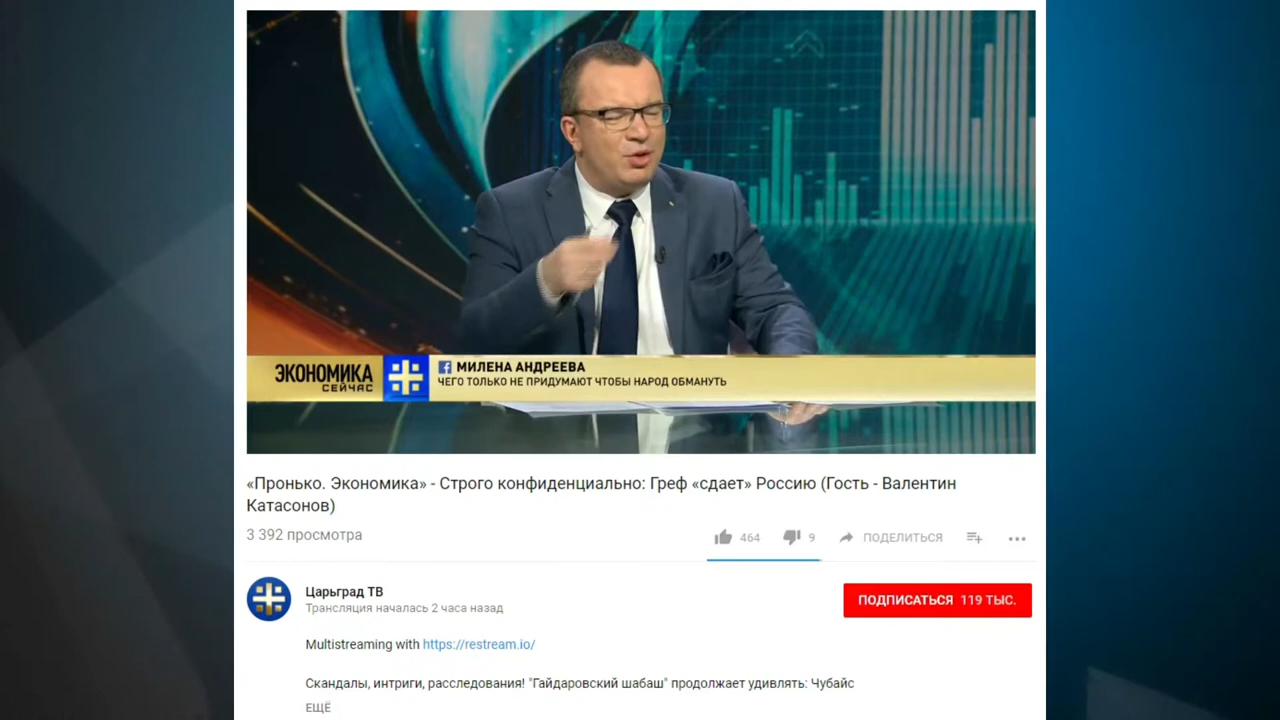 ЭКОНОМИКА
СЕЙЧАС
МИЛЕНА АНДРЕЕВА
ЧЕГО ТОЛЬКО НЕ ПРИДУМАЮТ ЧТОБЫ НАРОД ОБМАНУТЬ
«Пронько. Экономика» - Строго конфиденциально: Греф «сдает» Россию (Гость - Валентин
Катасонов)
3 392 просмотра
464 9 ПОДЕЛИТЬСЯ
Царьград ТВ
Трансляция началась 2 часа назад
ПОДПИСАТЬСЯ 119 ТЫС.
Multistreaming with https://restream.io/
Скандалы, интриги, расследования! "Гайдаровский шабаш" продолжает удивлять: Чубайс
ЕЩЁ